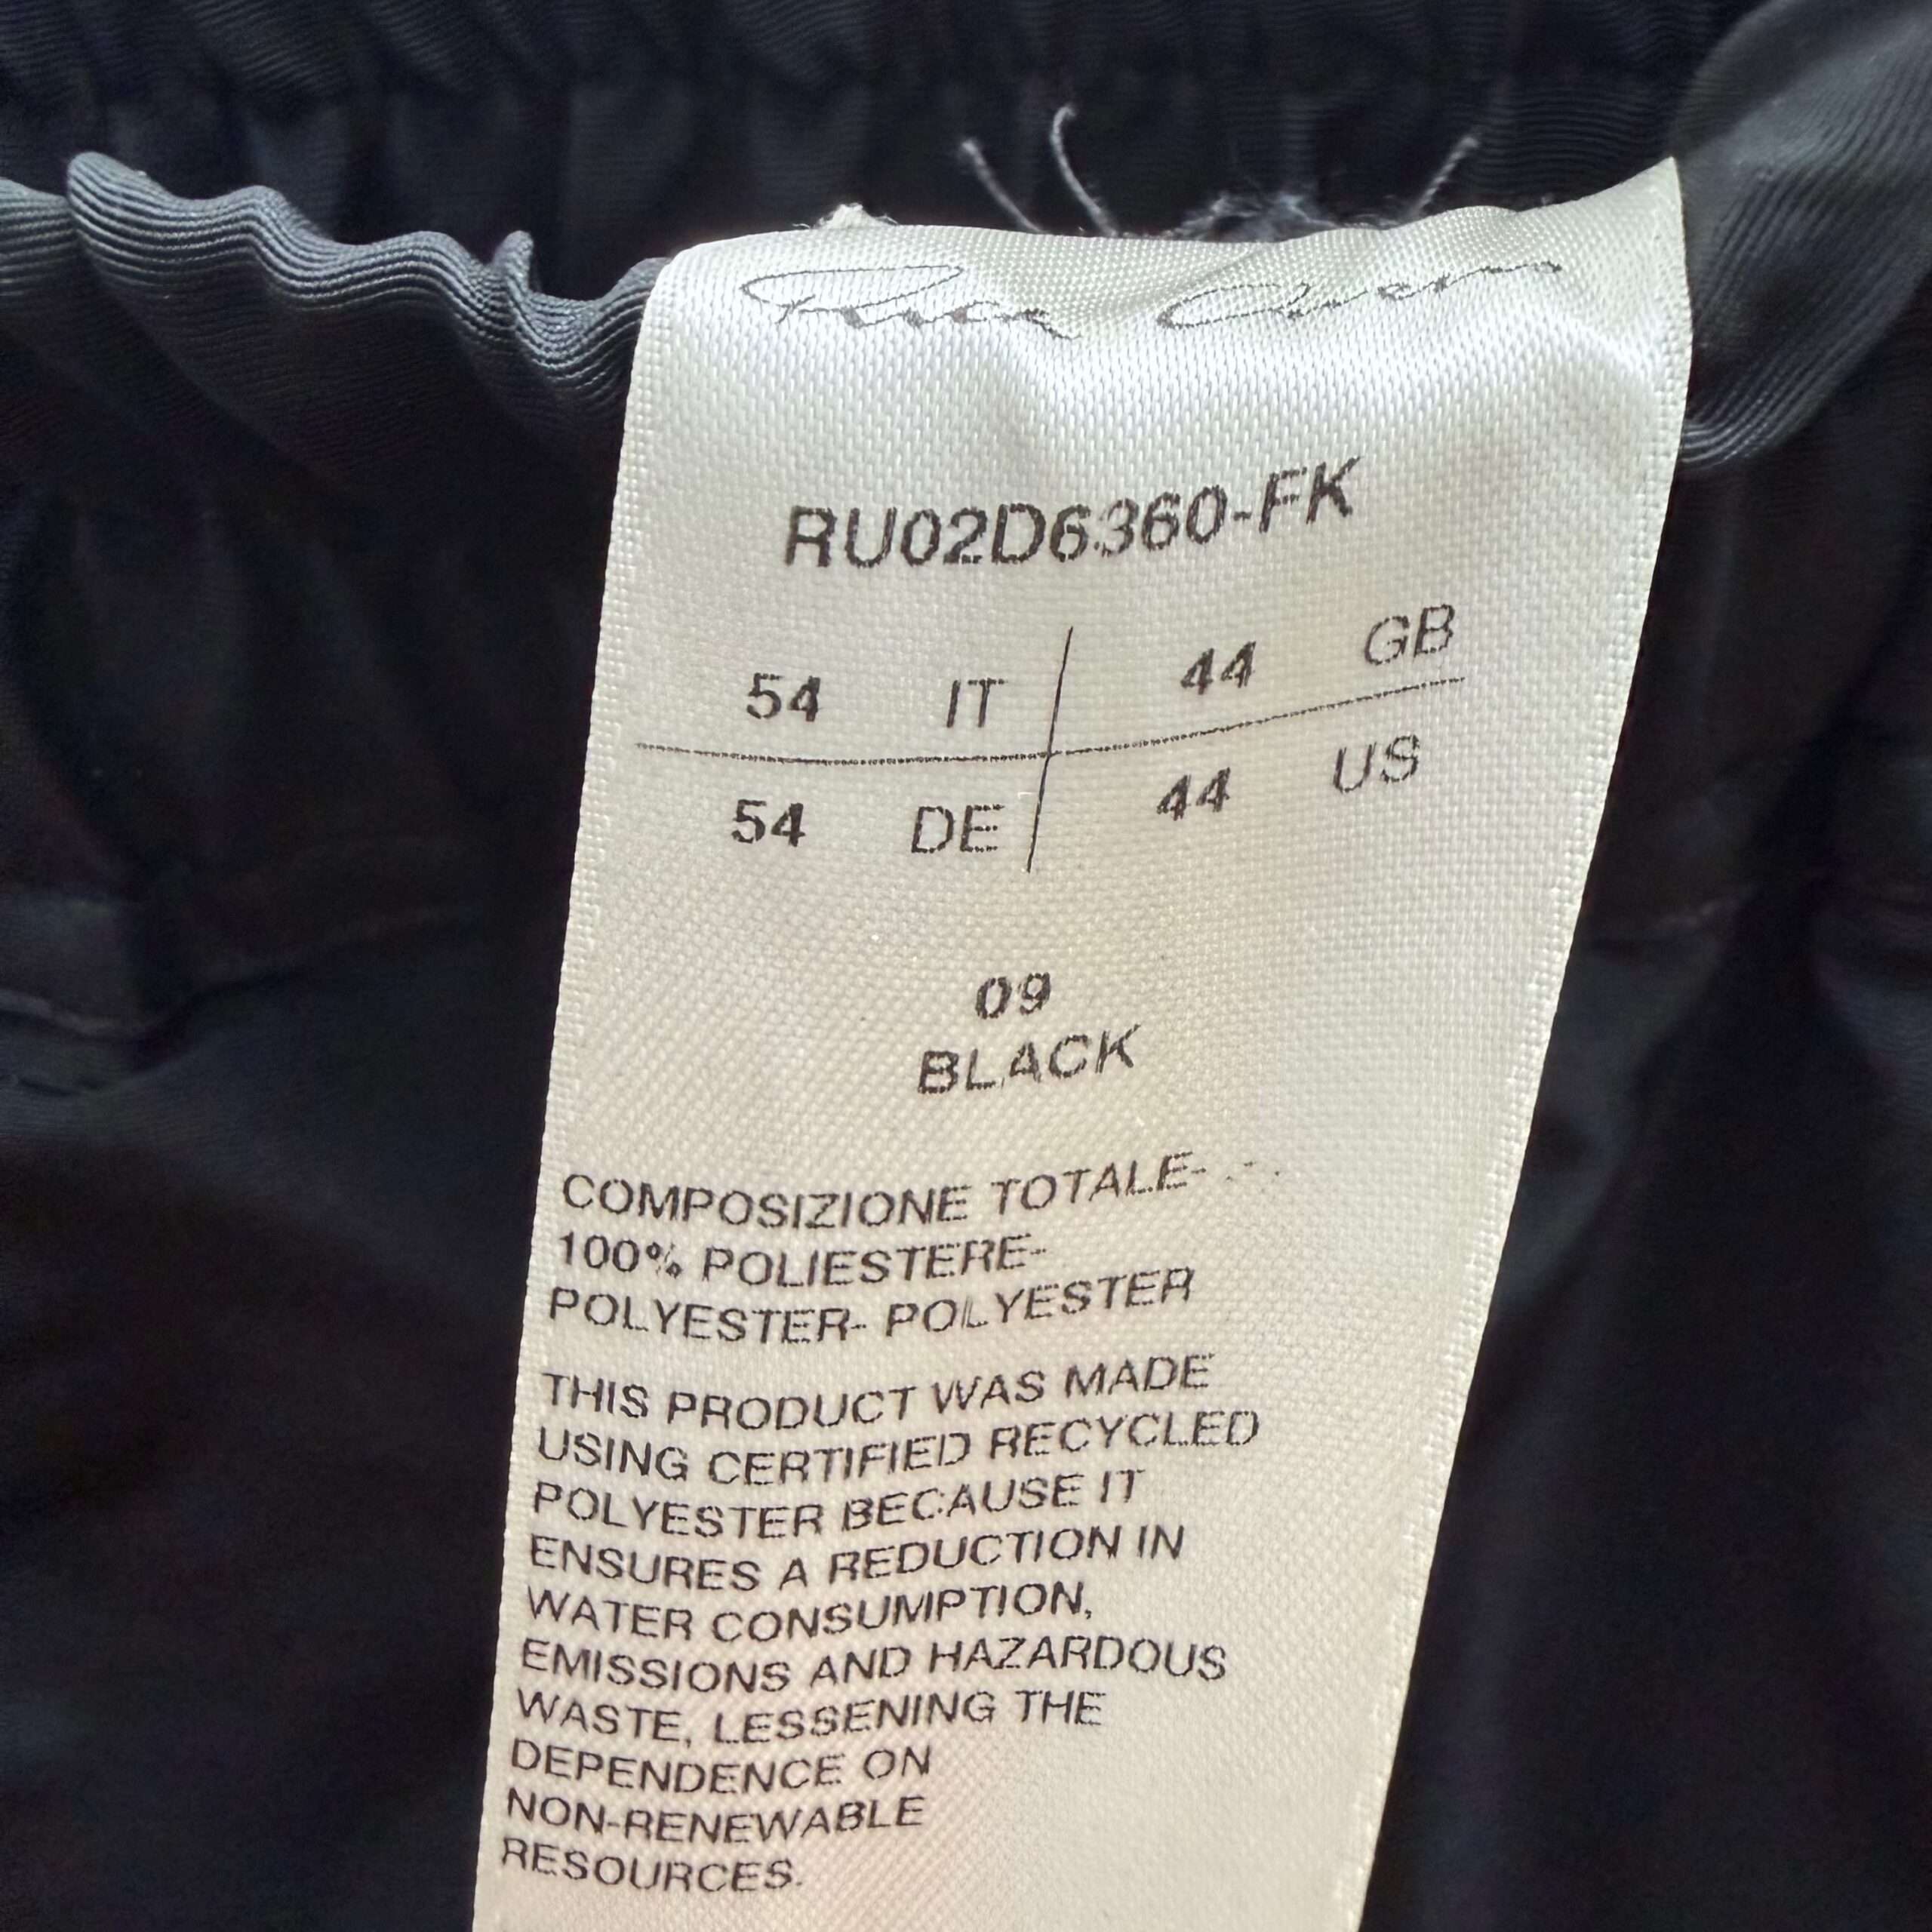 Rick Owens
RU02D6360-FK
54 IT 44 GB
54 DE 44 US
09
BLACK
COMPOSIZIONE TOTALE-
100% POLIESTERE-
POLYESTER- POLYESTER
THIS PRODUCT WAS MADE
USING CERTIFIED RECYCLED
POLYESTER BECAUSE IT
ENSURES A REDUCTION IN
WATER CONSUMPTION,
EMISSIONS AND HAZARDOUS
WASTE, LESSENING THE
DEPENDENCE ON
NON-RENEWABLE
RESOURCES.